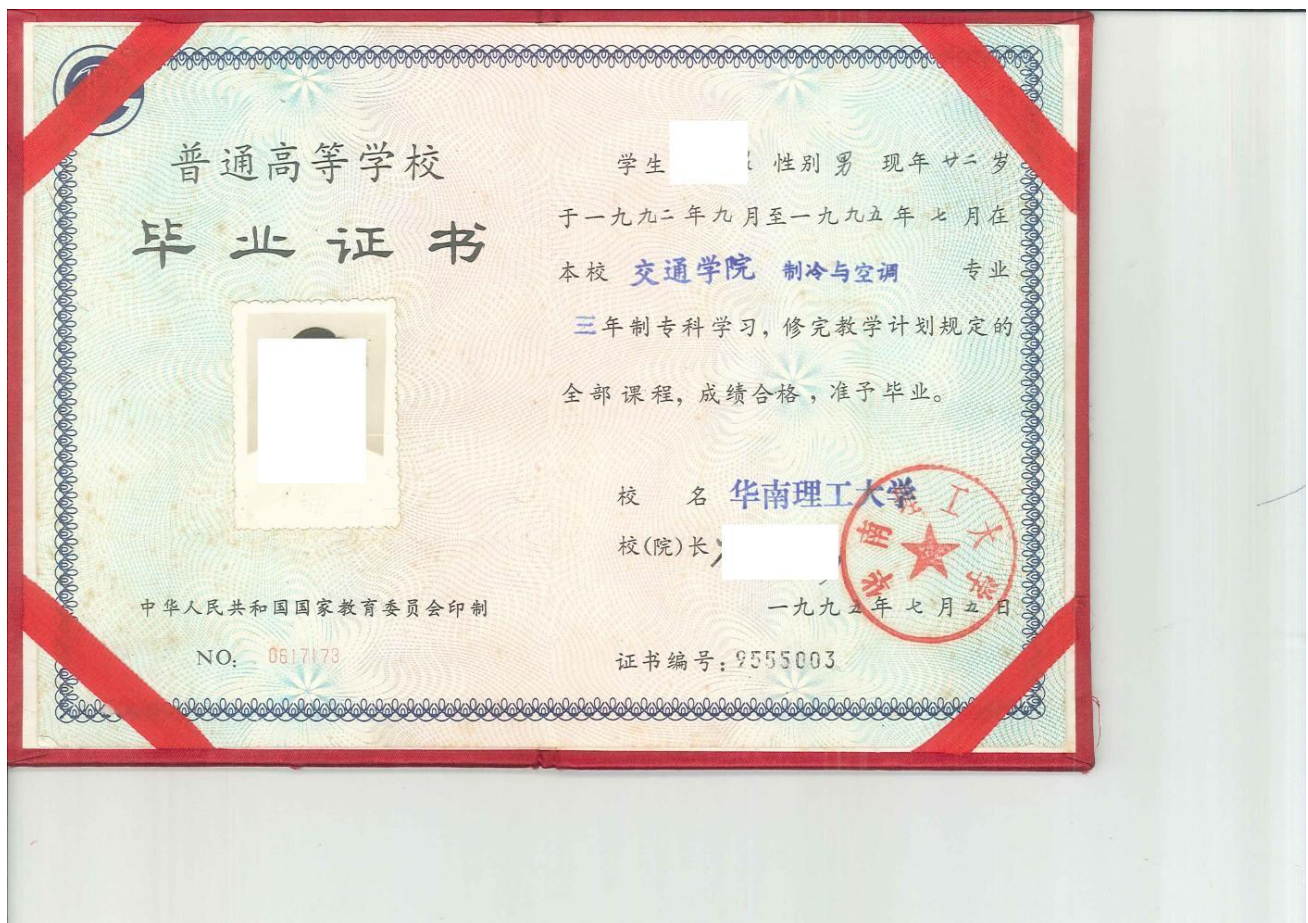 普通高等学校
毕业证书
中华人民共和国国家教育委员会印制
NO: 0617173
学生 性别 男 现年 廿二 岁
于一九九二年九月至一九九五年七月在
本校 交通学院 制冷与空调 专业
三年制专科学习，修完教学计划规定的
全部课程，成绩合格，准予毕业。
校 名 华南理工大学
校(院)长
华南理工大学
一九九五年七月五日
证书编号：9555003